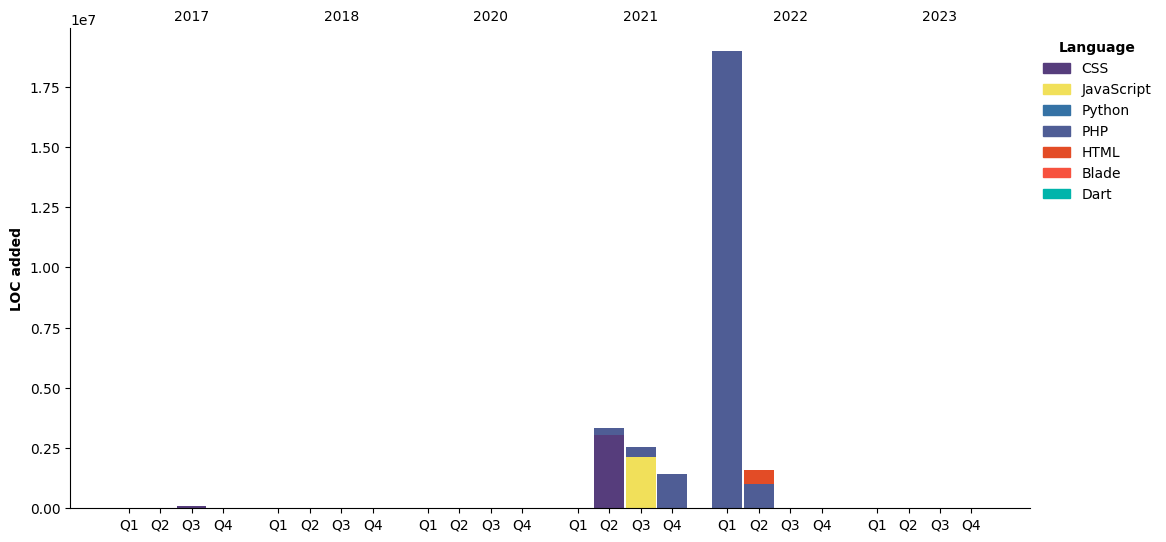 1e7
2017 2018 2020 2021 2022 2023
Language
CSS
JavaScript
Python
PHP
HTML
Blade
Dart
LOC added
1.75
1.50
1.25
1.00
0.75
0.50
0.25
0.00
Q1 Q2 Q3 Q4 Q1 Q2 Q3 Q4 Q1 Q2 Q3 Q4 Q1 Q2 Q3 Q4 Q1 Q2 Q3 Q4 Q1 Q2 Q3 Q4